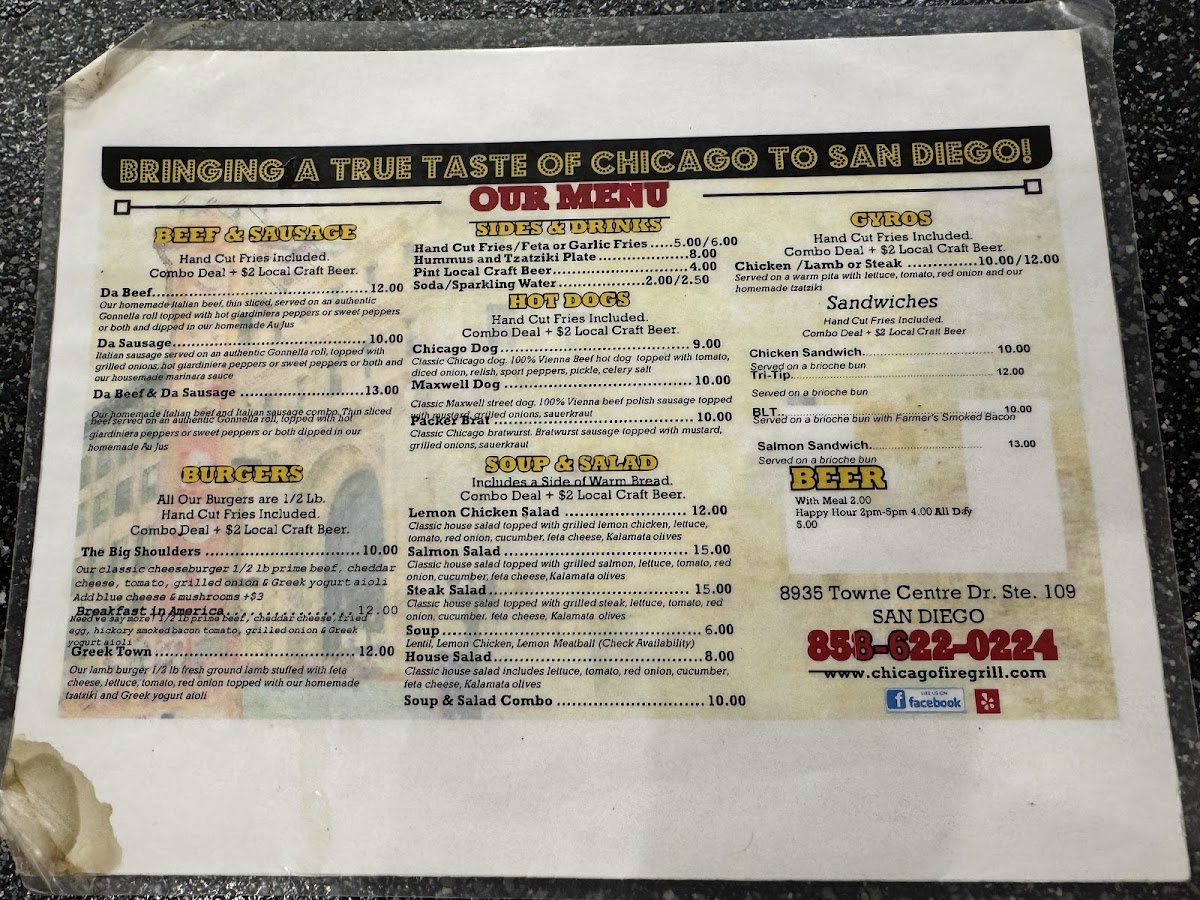 BRINGING A TRUE TASTE OF CHICAGO TO SAN DIEGO!
OUR MENU
BEEF & SAUSAGE
Hand Cut Fries Included.
Combo Deal + $2 Local Craft Beer.
Da Beef 12.00
Our homemade Italian beef, thin sliced, served on an authentic
Gonnella roll topped with hot giardiniera peppers or sweet peppers
or both and dipped in our homemade Au Jus
Da Sausage 10.00
Italian sausage served on an authentic Gonnella roll, topped with
grilled onions, hot giardiniera peppers or sweet peppers or both and
our housemade marinara sauce
Da Beef & Da Sausage 13.00
Our homemade Italian beef and Italian sausage combo. Thin sliced
beef served on an authentic Gonnella roll, topped with hot
giardiniera peppers or sweet peppers or both dipped in our
homemade Au Jus
BURGERS
All Our Burgers are 1/2 Lb.
Hand Cut Fries Included.
Combo Deal + $2 Local Craft Beer.
The Big Shoulders 10.00
Our classic cheeseburger 1/2 lb prime beef, cheddar
cheese, tomato, grilled onion & Greek yogurt aioli
Add blue cheese & mushrooms +$3
Breakfast in America 12.00
Need we say more? 1/2 lb prime beef, cheddar cheese, fried
egg, hickory smoked bacon tomato, grilled onion & Greek
yogurt aioli
Greek Town 12.00
Our lamb burger 1/2 lb fresh ground lamb stuffed with feta
cheese, lettuce, tomato, red onion topped with our homemade
tzatziki and Greek yogurt aioli
SIDES & DRINKS
Hand Cut Fries/Feta or Garlic Fries 5.00/6.00
Hummus and Tzatziki Plate 8.00
Pint Local Craft Beer 4.00
Soda/Sparkling Water 2.00/2.50
HOT DOGS
Hand Cut Fries Included.
Combo Deal + $2 Local Craft Beer.
Chicago Dog 9.00
Classic Chicago dog. 100% Vienna Beef hot dog topped with tomato,
diced onion, relish, sport peppers, pickle, celery salt
Maxwell Dog 10.00
Classic Maxwell street dog. 100% Vienna beef polish sausage topped
with mustard, grilled onions, sauerkraut
Packer Brat 10.00
Classic Chicago bratwurst. Bratwurst sausage topped with mustard,
grilled onions, sauerkraut
SOUP & SALAD
Includes a Side of Warm Bread.
Combo Deal + $2 Local Craft Beer.
Lemon Chicken Salad 12.00
Classic house salad topped with grilled lemon chicken, lettuce,
tomato, red onion, cucumber, feta cheese, Kalamata olives
Salmon Salad 15.00
Classic house salad topped with grilled salmon, lettuce, tomato, red
onion, cucumber, feta cheese, Kalamata olives
Steak Salad 15.00
Classic house salad topped with grilled steak, lettuce, tomato, red
onion, cucumber, feta cheese, Kalamata olives
Soup 6.00
Lentil, Lemon Chicken, Lemon Meatball (Check Availability)
House Salad 8.00
Classic house salad includes lettuce, tomato, red onion, cucumber,
feta cheese, Kalamata olives
Soup & Salad Combo 10.00
GYROS
Hand Cut Fries Included.
Combo Deal + $2 Local Craft Beer.
Chicken /Lamb or Steak 10.00/12.00
Served on a warm pita with lettuce, tomato, red onion and our
homemade tzatziki
Sandwiches
Hand Cut Fries Included.
Combo Deal + $2 Local Craft Beer
Chicken Sandwich 10.00
Served on a brioche bun
Tri-Tip 12.00
Served on a brioche bun
BLT 10.00
Served on a brioche bun with Farmer's Smoked Bacon
Salmon Sandwich 13.00
Served on a brioche bun
BEER
With Meal 2.00
Happy Hour 2pm-5pm 4.00 All Day
5.00
8935 Towne Centre Dr. Ste. 109
SAN DIEGO
858-622-0224
www.chicagofiregrill.com
LIKE US ON
facebook